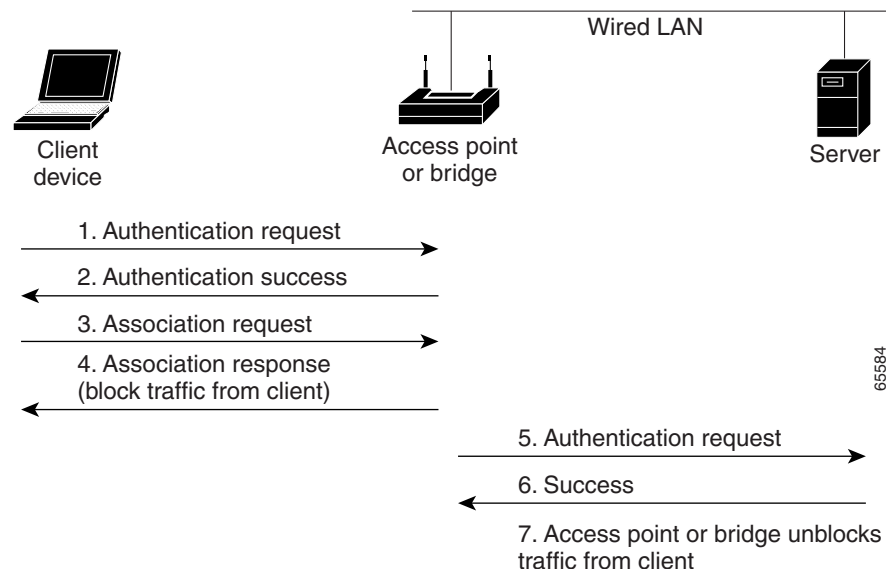 Wired LAN
Client
device
Access point
or bridge
Server
1. Authentication request
2. Authentication success
3. Association request
4. Association response
(block traffic from client)
65584
5. Authentication request
6. Success
7. Access point or bridge unblocks
traffic from client